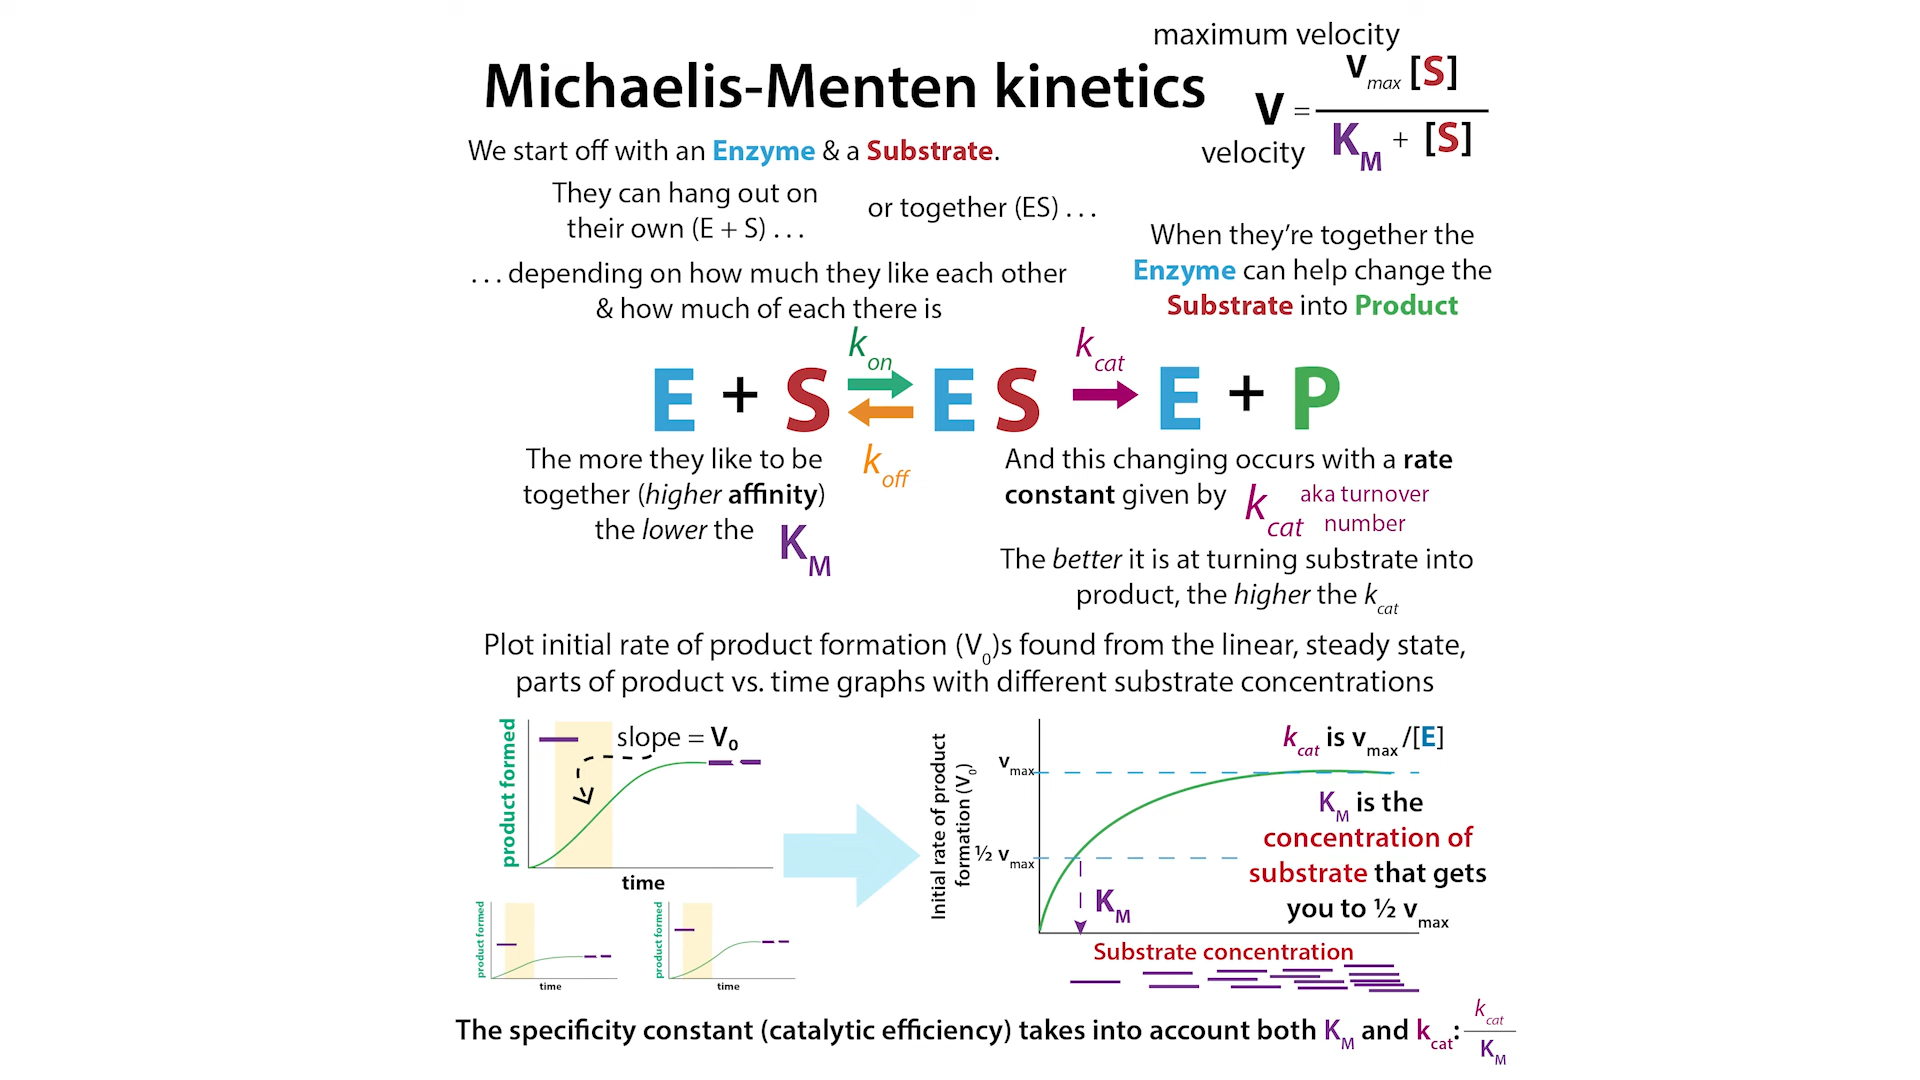 Michaelis-Menten kinetics
maximum velocity
V = Vmax [S] / KM + [S]
velocity
We start off with an Enzyme & a Substrate.
They can hang out on
their own (E + S) . . .
or together (ES) . . .
. . . depending on how much they like each other
& how much of each there is
When they're together the
Enzyme can help change the
Substrate into Product
kon
kcat
E + S E S E + P
koff
The more they like to be
together (higher affinity)
the lower the KM
And this changing occurs with a rate
constant given by kcat aka turnover
number
The better it is at turning substrate into
product, the higher the kcat
Plot initial rate of product formation (V0)s found from the linear, steady state,
parts of product vs. time graphs with different substrate concentrations
product formed
slope = V0
time
product formed
time
product formed
time
Initial rate of product
formation (V0)
vmax
½ vmax
KM
kcat is vmax /[E]
KM is the
concentration of
substrate that gets
you to ½ vmax
Substrate concentration
The specificity constant (catalytic efficiency) takes into account both KM and kcat: kcat / KM